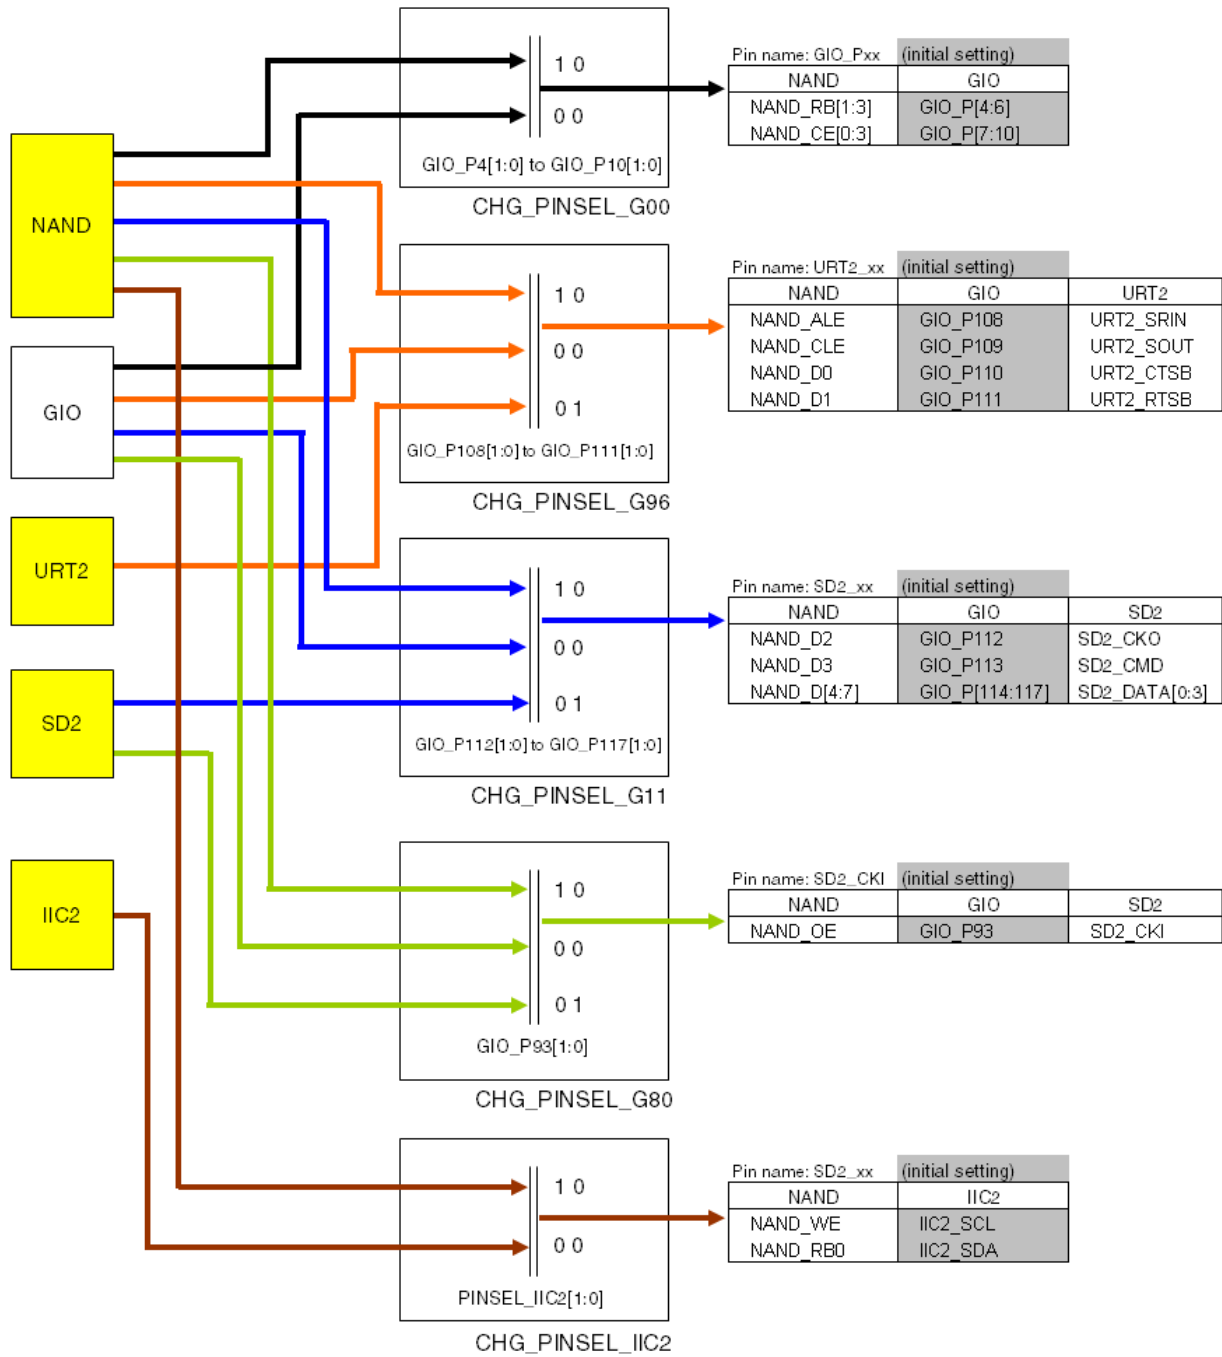 NAND
GIO
URT2
SD2
IIC2
1 0
0 0
GIO_P4[1:0] to GIO_P10[1:0]
CHG_PINSEL_G00
Pin name: GIO_Pxx (initial setting)
NAND GIO
NAND_RB[1:3] GIO_P[4:6]
NAND_CE[0:3] GIO_P[7:10]
1 0
0 0
0 1
GIO_P108[1:0] to GIO_P111[1:0]
CHG_PINSEL_G96
Pin name: URT2_xx (initial setting)
NAND GIO URT2
NAND_ALE GIO_P108 URT2_SRIN
NAND_CLE GIO_P109 URT2_SOUT
NAND_D0 GIO_P110 URT2_CTSB
NAND_D1 GIO_P111 URT2_RTSB
1 0
0 0
0 1
GIO_P112[1:0] to GIO_P117[1:0]
CHG_PINSEL_G11
Pin name: SD2_xx (initial setting)
NAND GIO SD2
NAND_D2 GIO_P112 SD2_CKO
NAND_D3 GIO_P113 SD2_CMD
NAND_D[4:7] GIO_P[114:117] SD2_DATA[0:3]
1 0
0 0
0 1
GIO_P93[1:0]
CHG_PINSEL_G80
Pin name: SD2_CKI (initial setting)
NAND GIO SD2
NAND_OE GIO_P93 SD2_CKI
1 0
0 0
PINSEL_IIC2[1:0]
CHG_PINSEL_IIC2
Pin name: SD2_xx (initial setting)
NAND IIC2
NAND_WE IIC2_SCL
NAND_RB0 IIC2_SDA